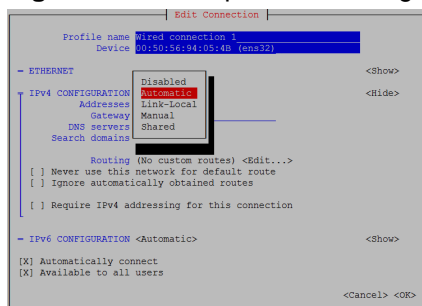 Edit Connection
Profile name Wired connection 1
Device 00:50:56:94:05:4B (ens32)
ETHERNET <Show>
Disabled
IPv4 CONFIGURATION Automatic <Hide>
Addresses Link-Local
Gateway Manual
DNS servers Shared
Search domains
Routing (No custom routes) <Edit...>
[ ] Never use this network for default route
[ ] Ignore automatically obtained routes
[ ] Require IPv4 addressing for this connection
IPv6 CONFIGURATION <Automatic> <Show>
[X] Automatically connect
[X] Available to all users
<Cancel> <OK>